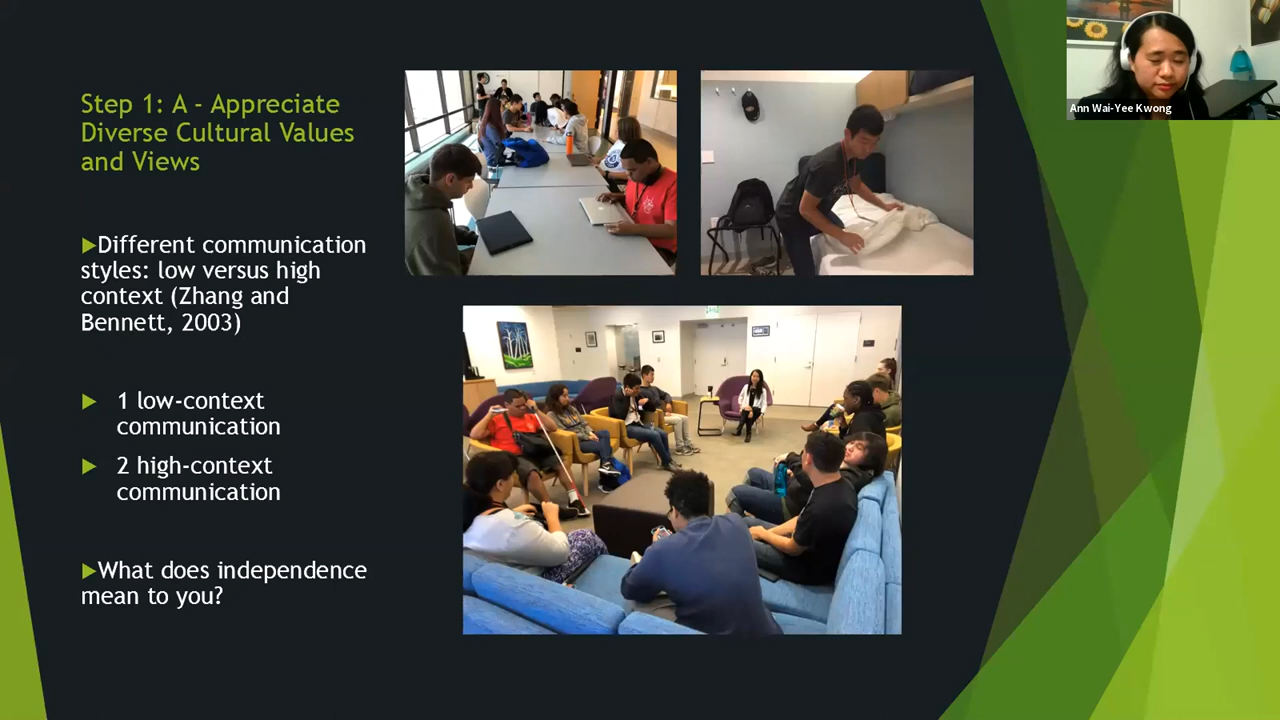 Step 1: A - Appreciate
Diverse Cultural Values
and Views
▶Different communication
styles: low versus high
context (Zhang and
Bennett, 2003)
▶ 1 low-context
communication
▶ 2 high-context
communication
▶What does independence
mean to you?
Ann Wai-Yee Kwong